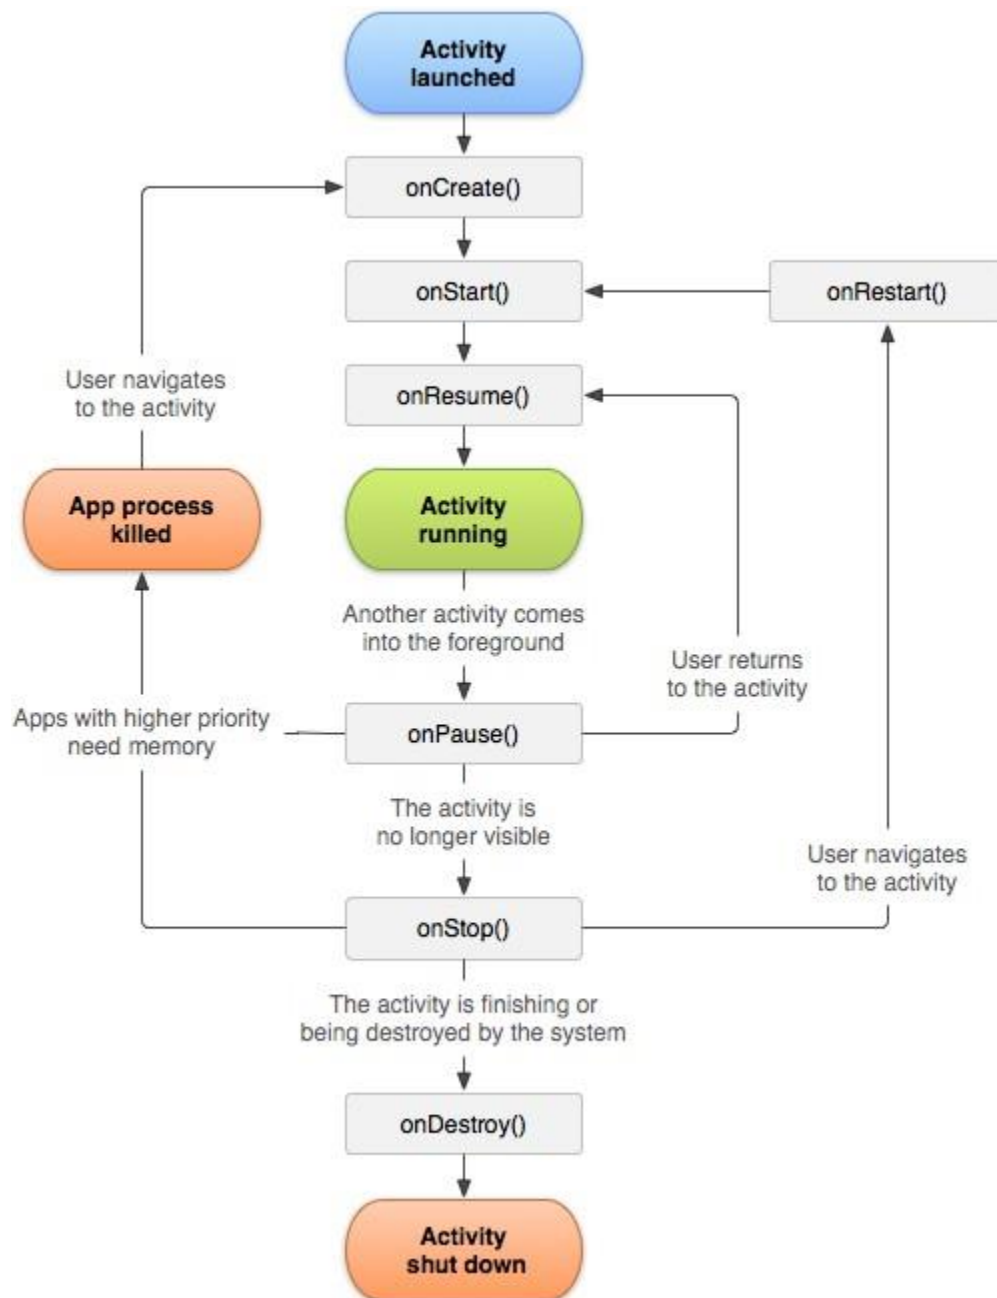 Activity
launched
onCreate()
onStart()
onRestart()
User navigates
to the activity
onResume()
App process
killed
Activity
running
Another activity comes
into the foreground
User returns
to the activity
Apps with higher priority
need memory
onPause()
The activity is
no longer visible
User navigates
to the activity
onStop()
The activity is finishing or
being destroyed by the system
onDestroy()
Activity
shut down